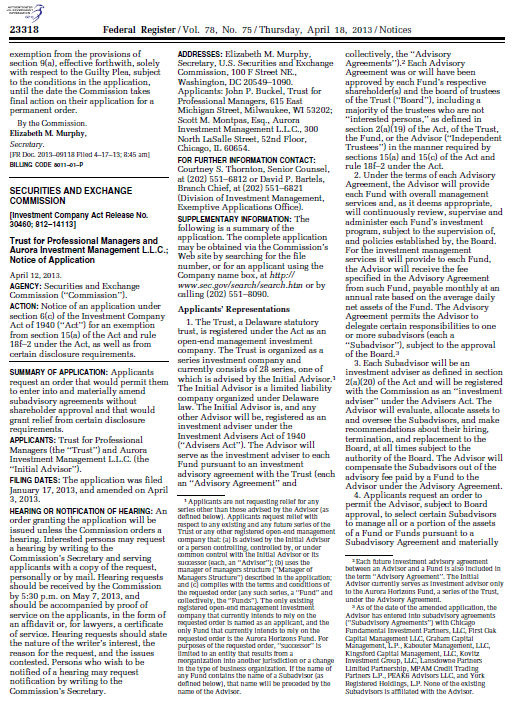 23318
Federal Register / Vol. 78, No. 75 / Thursday, April 18, 2013 / Notices
exemption from the provisions of
section 9(a), effective forthwith, solely
with respect to the Guilty Plea, subject
to the conditions in the application,
until the date the Commission takes
final action on their application for a
permanent order.
By the Commission.
Elizabeth M. Murphy,
Secretary.
[FR Doc. 2013–09118 Filed 4–17–13; 8:45 am]
BILLING CODE 8011–01–P
SECURITIES AND EXCHANGE
COMMISSION
[Investment Company Act Release No.
30460; 812–14113]
Trust for Professional Managers and
Aurora Investment Management L.L.C.;
Notice of Application
April 12, 2013.
AGENCY: Securities and Exchange
Commission (“Commission”).
ACTION: Notice of an application under
section 6(c) of the Investment Company
Act of 1940 (“Act”) for an exemption
from section 15(a) of the Act and rule
18f–2 under the Act, as well as from
certain disclosure requirements.
SUMMARY OF APPLICATION: Applicants
request an order that would permit them
to enter into and materially amend
subadvisory agreements without
shareholder approval and that would
grant relief from certain disclosure
requirements.
APPLICANTS: Trust for Professional
Managers (the “Trust”) and Aurora
Investment Management L.L.C. (the
“Initial Advisor”).
FILING DATES: The application was filed
January 17, 2013, and amended on April
3, 2013.
HEARING OR NOTIFICATION OF HEARING: An
order granting the application will be
issued unless the Commission orders a
hearing. Interested persons may request
a hearing by writing to the
Commission’s Secretary and serving
applicants with a copy of the request,
personally or by mail. Hearing requests
should be received by the Commission
by 5:30 p.m. on May 7, 2013, and
should be accompanied by proof of
service on the applicants, in the form of
an affidavit or, for lawyers, a certificate
of service. Hearing requests should state
the nature of the writer’s interest, the
reason for the request, and the issues
contested. Persons who wish to be
notified of a hearing may request
notification by writing to the
Commission’s Secretary.
ADDRESSES: Elizabeth M. Murphy,
Secretary, U.S. Securities and Exchange
Commission, 100 F Street NE.,
Washington, DC 20549–1090.
Applicants: John P. Buckel, Trust for
Professional Managers, 615 East
Michigan Street, Milwaukee, WI 53202;
Scott M. Montpas, Esq., Aurora
Investment Management L.L.C., 300
North LaSalle Street, 52nd Floor,
Chicago, IL 60654.
FOR FURTHER INFORMATION CONTACT:
Courtney S. Thornton, Senior Counsel,
at (202) 551–6812 or David P. Bartels,
Branch Chief, at (202) 551–6821
(Division of Investment Management,
Exemptive Applications Office).
SUPPLEMENTARY INFORMATION: The
following is a summary of the
application. The complete application
may be obtained via the Commission’s
Web site by searching for the file
number, or for an applicant using the
Company name box, at http://
www.sec.gov/search/search.htm or by
calling (202) 551–8090.
Applicants’ Representations
1. The Trust, a Delaware statutory
trust, is registered under the Act as an
open-end management investment
company. The Trust is organized as a
series investment company and
currently consists of 28 series, one of
which is advised by the Initial Advisor.1
The Initial Advisor is a limited liability
company organized under Delaware
law. The Initial Advisor is, and any
other Advisor will be, registered as an
investment adviser under the
Investment Advisers Act of 1940
(“Advisers Act”). The Advisor will
serve as the investment adviser to each
Fund pursuant to an investment
advisory agreement with the Trust (each
an “Advisory Agreement” and
1 Applicants are not requesting relief for any
series other than those advised by the Advisor (as
defined below). Applicants request relief with
respect to any existing and any future series of the
Trust or any other registered open-end management
company that: (a) Is advised by the Initial Advisor
or a person controlling, controlled by, or under
common control with the Initial Advisor or its
successor (each, an “Advisor”); (b) uses the
manager of managers structure (“Manager of
Managers Structure”) described in the application;
and (c) complies with the terms and conditions of
the requested order (any such series, a “Fund” and
collectively, the “Funds”). The only existing
registered open-end management investment
company that currently intends to rely on the
requested order is named as an applicant, and the
only Fund that currently intends to rely on the
requested order is the Aurora Horizons Fund. For
purposes of the requested order, “successor” is
limited to an entity that results from a
reorganization into another jurisdiction or a change
in the type of business organization. If the name of
any Fund contains the name of a Subadvisor (as
defined below), that name will be preceded by the
name of the Advisor.
collectively, the “Advisory
Agreements”).2 Each Advisory
Agreement was or will have been
approved by each Fund’s respective
shareholder(s) and the board of trustees
of the Trust (“Board”), including a
majority of the trustees who are not
“interested persons,” as defined in
section 2(a)(19) of the Act, of the Trust,
the Fund, or the Advisor (“Independent
Trustees”) in the manner required by
sections 15(a) and 15(c) of the Act and
rule 18f–2 under the Act.
2. Under the terms of each Advisory
Agreement, the Advisor will provide
each Fund with overall management
services and, as it deems appropriate,
will continuously review, supervise and
administer each Fund’s investment
program, subject to the supervision of,
and policies established by, the Board.
For the investment management
services it will provide to each Fund,
the Advisor will receive the fee
specified in the Advisory Agreement
from such Fund, payable monthly at an
annual rate based on the average daily
net assets of the Fund. The Advisory
Agreement permits the Advisor to
delegate certain responsibilities to one
or more subadvisors (each a
“Subadvisor”), subject to the approval
of the Board.3
3. Each Subadvisor will be an
investment adviser as defined in section
2(a)(20) of the Act and will be registered
with the Commission as an “investment
adviser” under the Advisers Act. The
Advisor will evaluate, allocate assets to
and oversee the Subadvisors, and make
recommendations about their hiring,
termination, and replacement to the
Board, at all times subject to the
authority of the Board. The Advisor will
compensate the Subadvisors out of the
advisory fee paid by a Fund to the
Advisor under the Advisory Agreement.
4. Applicants request an order to
permit the Advisor, subject to Board
approval, to select certain Subadvisors
to manage all or a portion of the assets
of a Fund or Funds pursuant to a
Subadvisory Agreement and materially
2 Each future investment advisory agreement
between an Advisor and a Fund is also included in
the term “Advisory Agreement”. The Initial
Advisor currently serves as investment advisor only
to the Aurora Horizons Fund, a series of the Trust,
under the Advisory Agreement.
3 As of the date of the amended application, the
Advisor has entered into subadvisory agreements
(“Subadvisory Agreements”) with Chicago
Fundamental Investment Partners, LLC, First Oak
Capital Management LLC, Graham Capital
Management, L.P., Kabouter Management, LLC,
Kingsford Capital Management, LLC, Kovitz
Investment Group, LLC, Lansdowne Partners
Limited Partnership, MPAM Credit Trading
Partners L.P., PEAK6 Advisors LLC, and York
Registered Holdings, L.P. None of the existing
Subadvisors is affiliated with the Advisor.